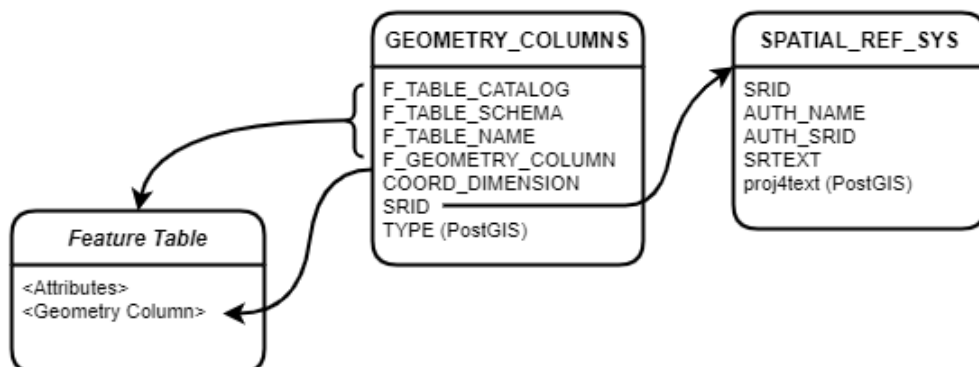 GEOMETRY_COLUMNS
F_TABLE_CATALOG
F_TABLE_SCHEMA
F_TABLE_NAME
F_GEOMETRY_COLUMN
COORD_DIMENSION
SRID
TYPE (PostGIS)
SPATIAL_REF_SYS
SRID
AUTH_NAME
AUTH_SRID
SRTEXT
proj4text (PostGIS)
Feature Table
<Attributes>
<Geometry Column>